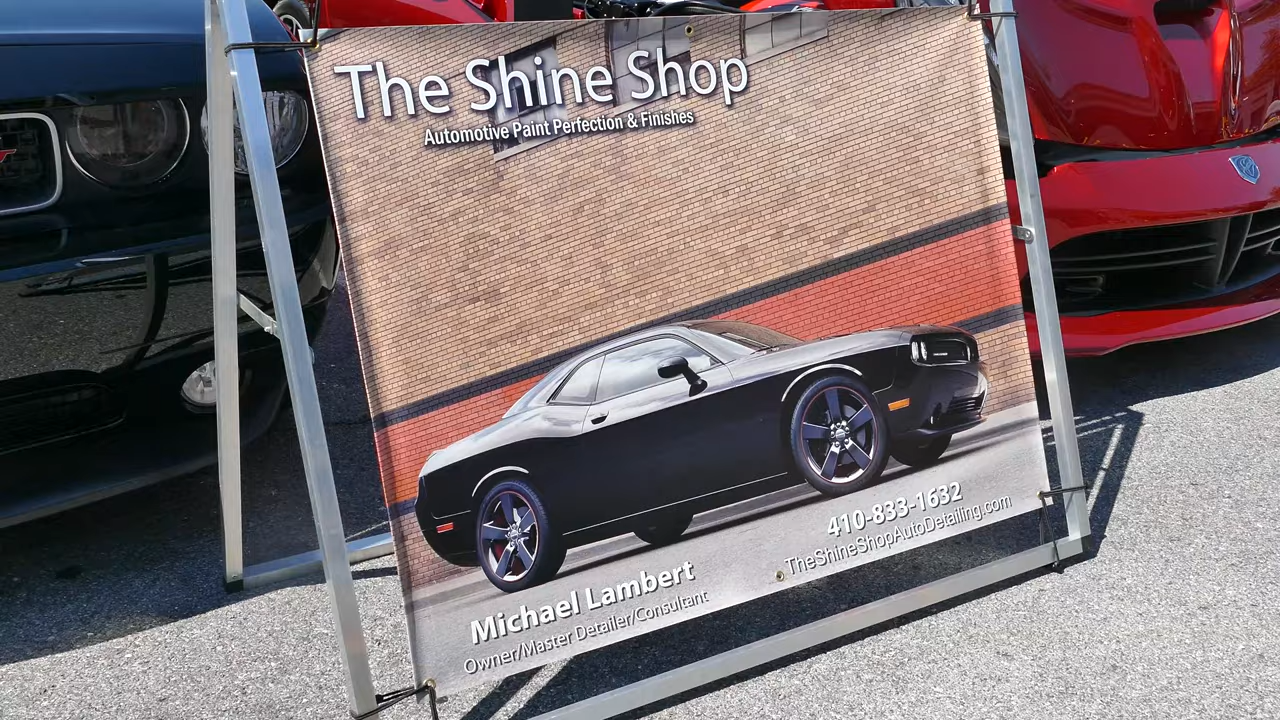 The Shine Shop
Automotive Paint Perfection & Finishes
410-833-1632
TheShineShopAutoDetailing.com
Michael Lambert
Owner/Master Detailer/Consultant